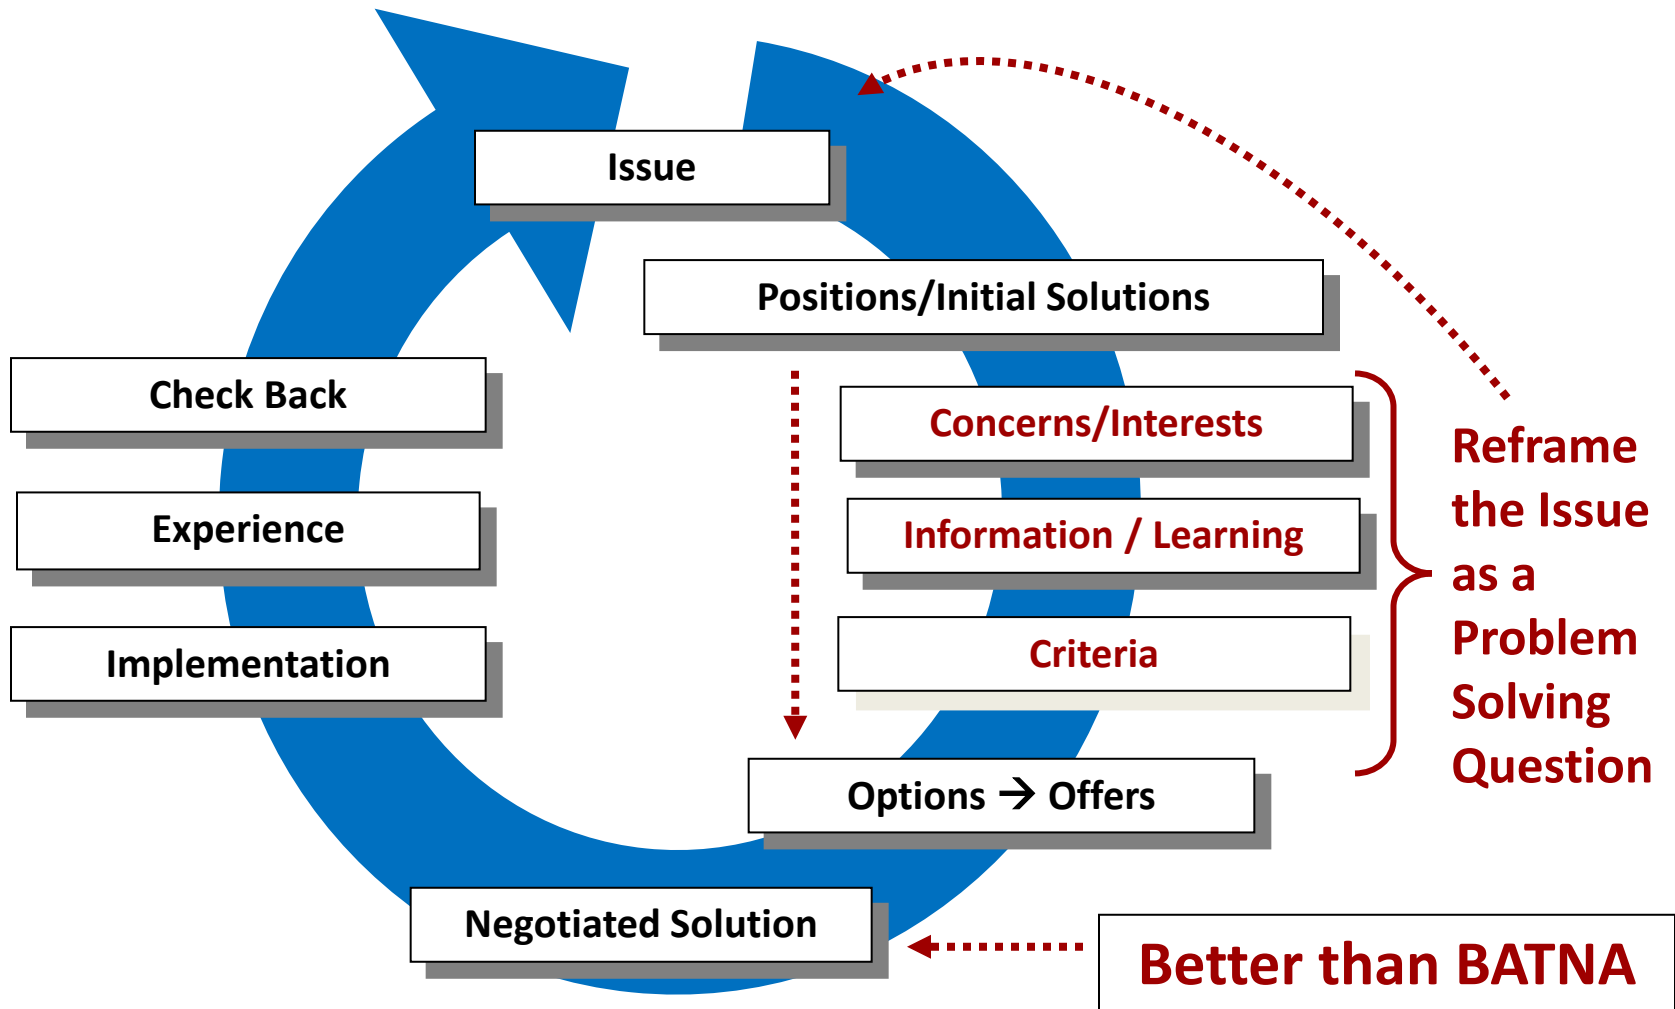 Issue
Positions/Initial Solutions
Concerns/Interests
Information / Learning
Criteria
Options → Offers
Negotiated Solution
Implementation
Experience
Check Back
Reframe
the Issue
as a
Problem
Solving
Question
Better than BATNA